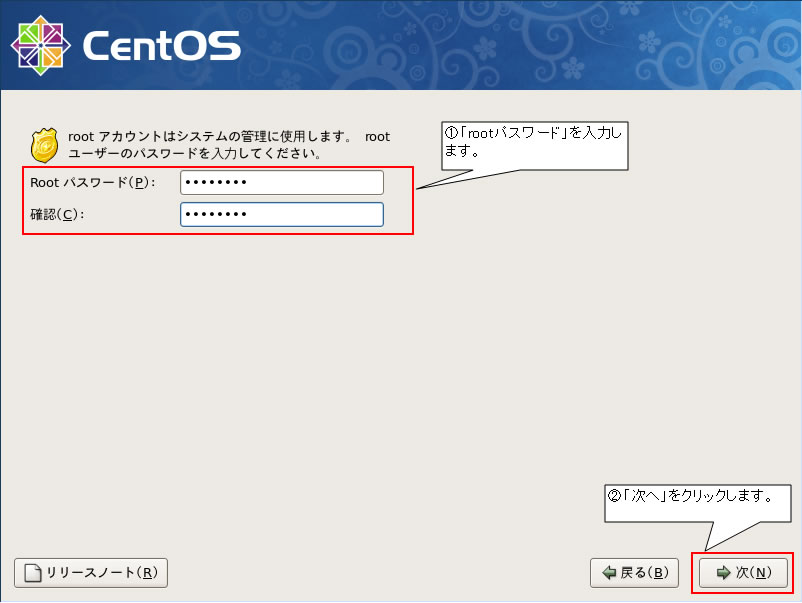 CentOS
root アカウントはシステムの管理に使用します。 root
ユーザーのパスワードを入力してください。
①「rootパスワード」を入力し
ます。
Root パスワード(P): ••••••••
確認(C): ••••••••
②「次へ」をクリックします。
リリースノート(R)
戻る(B)
次(N)